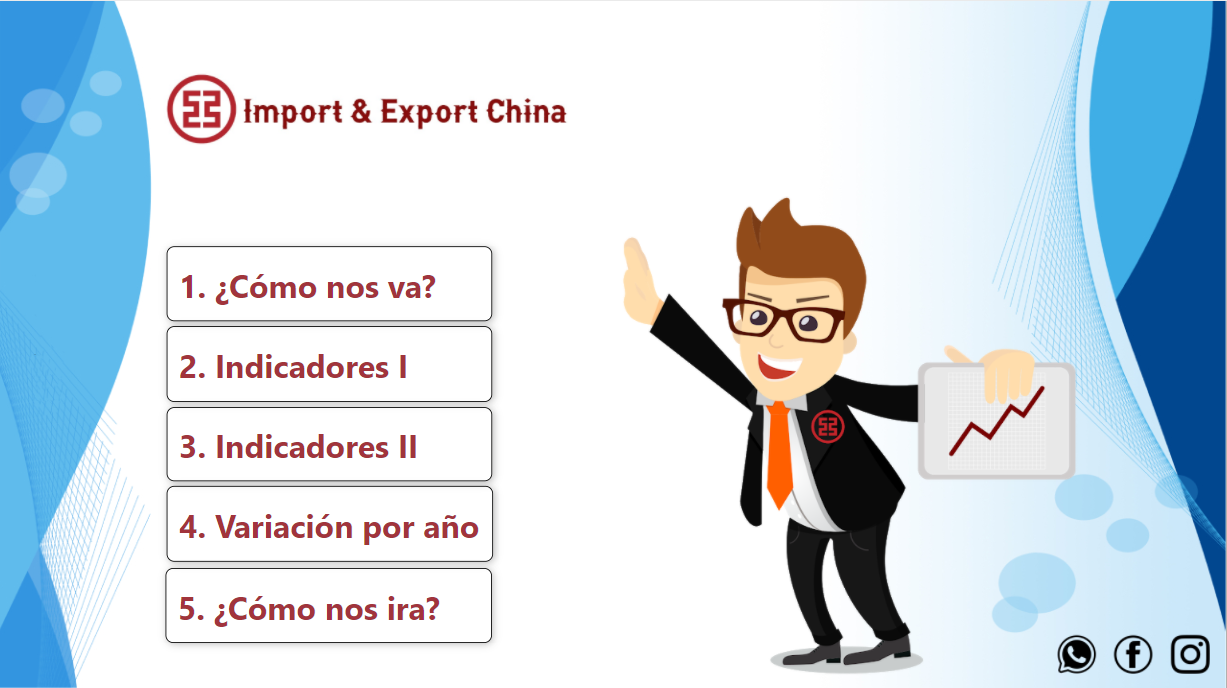 Import & Export China
1. ¿Cómo nos va?
2. Indicadores I
3. Indicadores II
4. Variación por año
5. ¿Cómo nos ira?